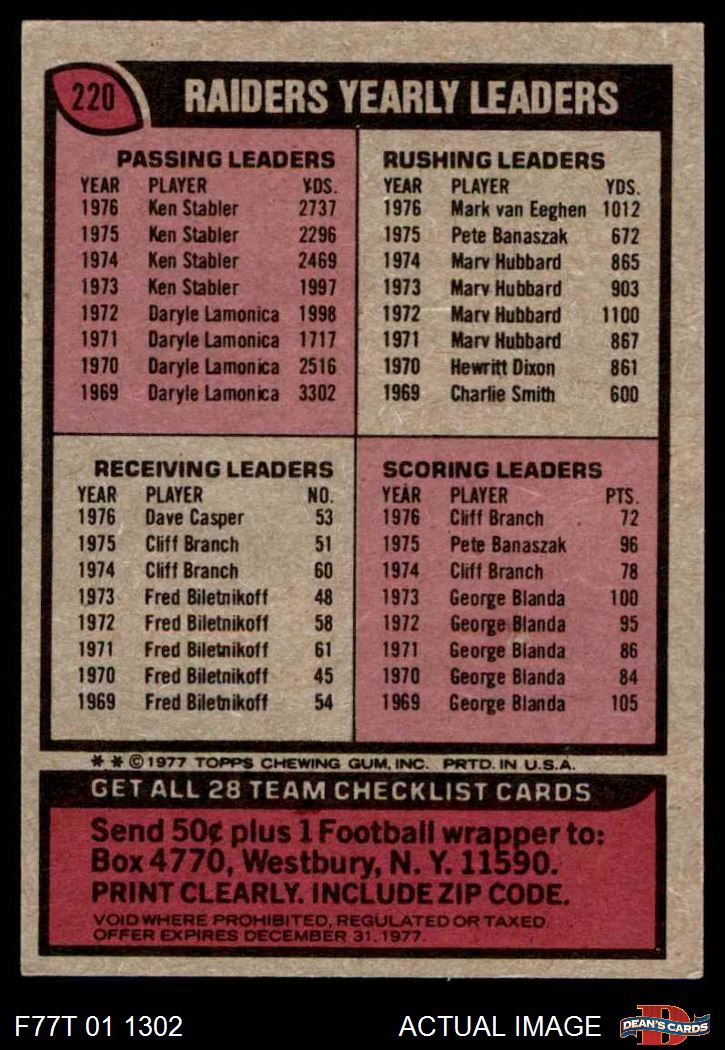 220
RAIDERS YEARLY LEADERS
PASSING LEADERS
YEAR PLAYER YDS.
1976 Ken Stabler 2737
1975 Ken Stabler 2296
1974 Ken Stabler 2469
1973 Ken Stabler 1997
1972 Daryle Lamonica 1998
1971 Daryle Lamonica 1717
1970 Daryle Lamonica 2516
1969 Daryle Lamonica 3302
RUSHING LEADERS
YEAR PLAYER YDS.
1976 Mark van Eeghen 1012
1975 Pete Banaszak 672
1974 Marv Hubbard 865
1973 Marv Hubbard 903
1972 Marv Hubbard 1100
1971 Marv Hubbard 867
1970 Hewritt Dixon 861
1969 Charlie Smith 600
RECEIVING LEADERS
YEAR PLAYER NO.
1976 Dave Casper 53
1975 Cliff Branch 51
1974 Cliff Branch 60
1973 Fred Biletnikoff 48
1972 Fred Biletnikoff 58
1971 Fred Biletnikoff 61
1970 Fred Biletnikoff 45
1969 Fred Biletnikoff 54
SCORING LEADERS
YEAR PLAYER PTS.
1976 Cliff Branch 72
1975 Pete Banaszak 96
1974 Cliff Branch 78
1973 George Blanda 100
1972 George Blanda 95
1971 George Blanda 86
1970 George Blanda 84
1969 George Blanda 105
* * © 1977 TOPPS CHEWING GUM, INC. PRTD. IN U.S.A.
GET ALL 28 TEAM CHECKLIST CARDS
Send 50¢ plus 1 Football wrapper to:
Box 4770, Westbury, N. Y. 11590.
PRINT CLEARLY. INCLUDE ZIP CODE.
VOID WHERE PROHIBITED, REGULATED OR TAXED.
OFFER EXPIRES DECEMBER 31, 1977.
F77T 01 1302 ACTUAL IMAGE D DEAN'S CARDS